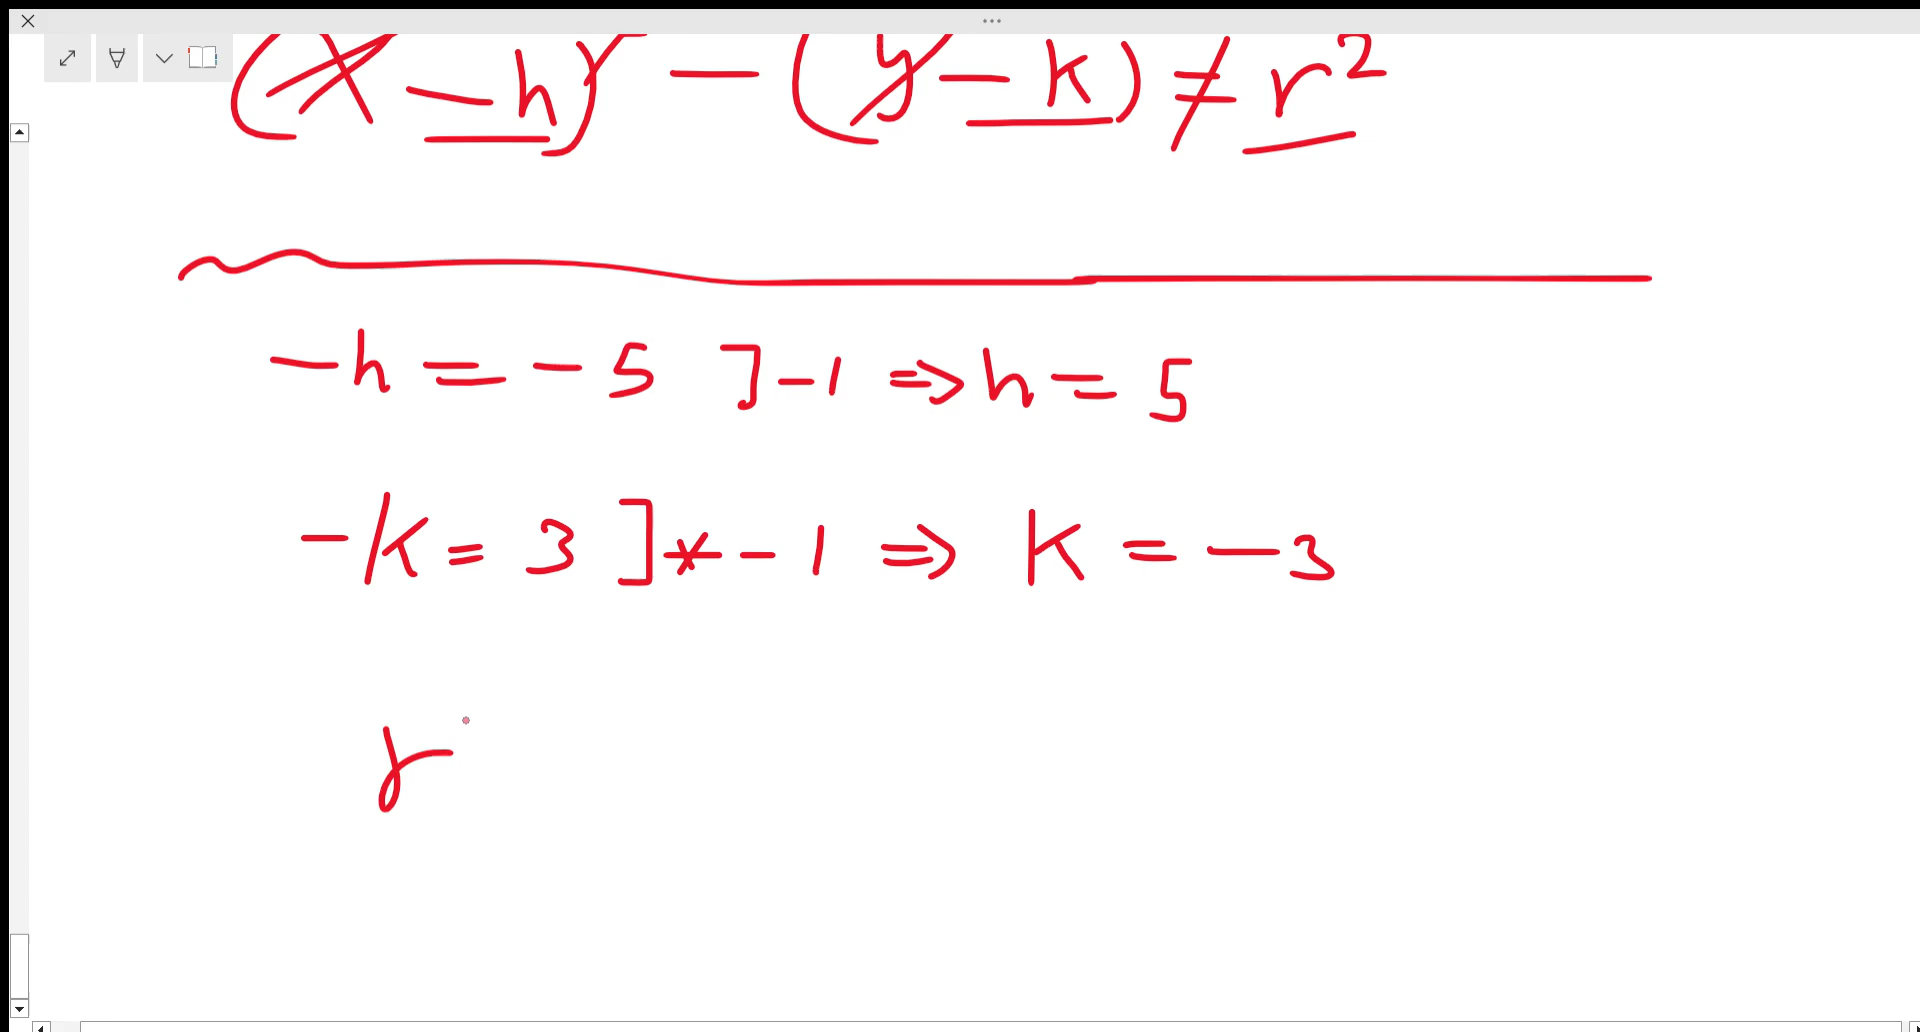 (x - h)² - (y - k) = r²
-h = -5 ] -1 ⇒ h = 5
-k = 3 ] * -1 ⇒ k = -3
r